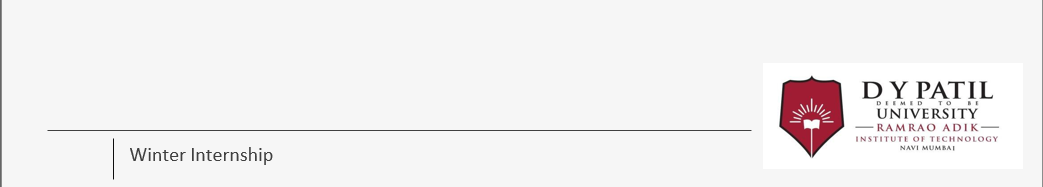 D Y PATIL
DEEMED TO BE
UNIVERSITY
RAMRAO ADIK
INSTITUTE OF TECHNOLOGY
NAVI MUMBAI
Winter Internship